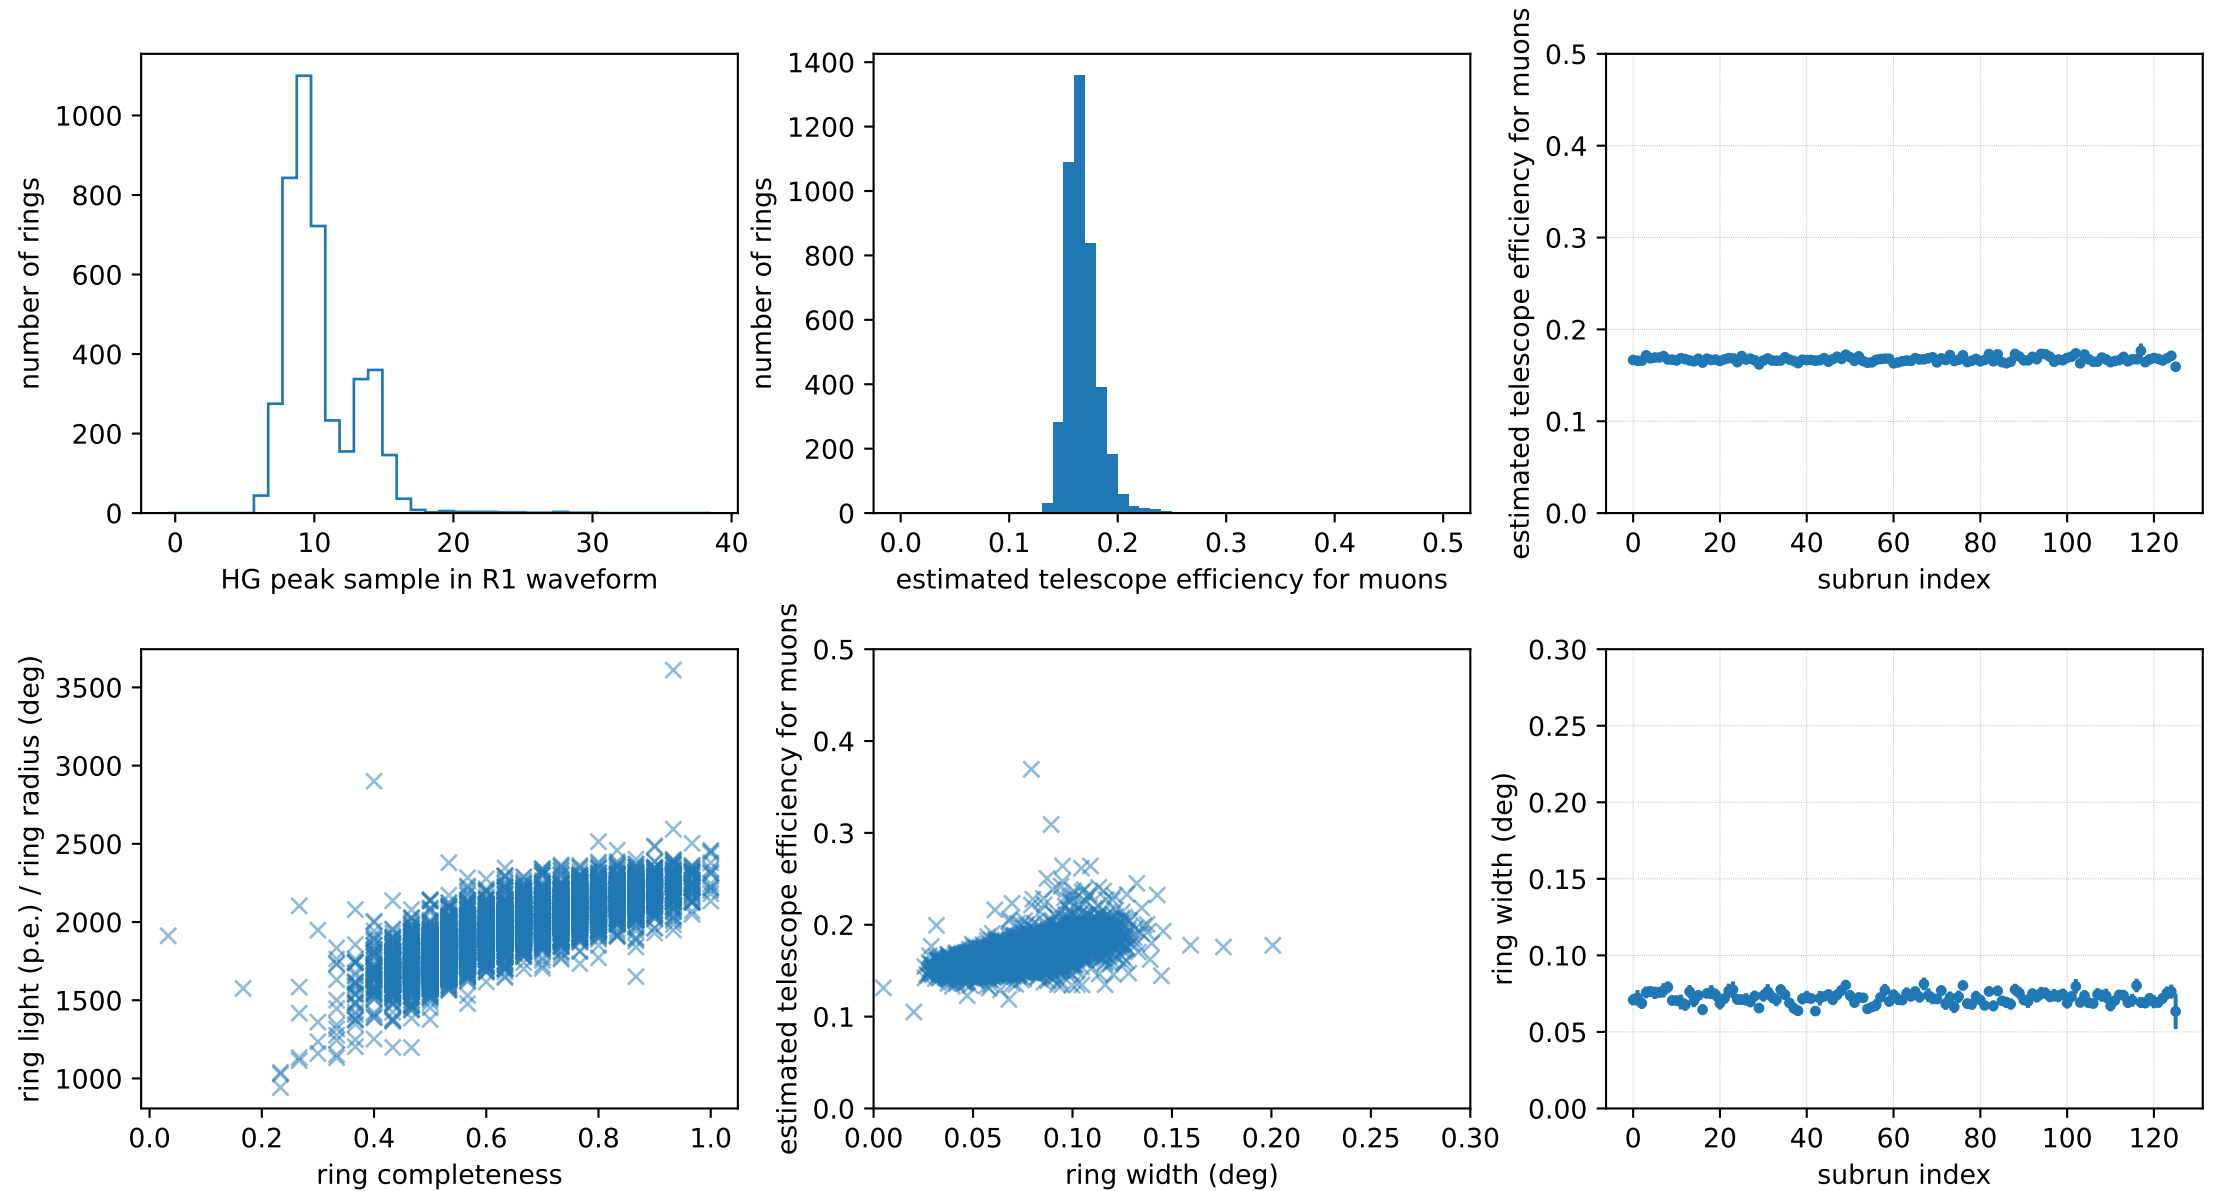 number of rings
1000
800
600
400
200
0
0 10 20 30 40
HG peak sample in R1 waveform
number of rings
1400
1200
1000
800
600
400
200
0
0.0 0.1 0.2 0.3 0.4 0.5
estimated telescope efficiency for muons
estimated telescope efficiency for muons
0.5
0.4
0.3
0.2
0.1
0.0
0 20 40 60 80 100 120
subrun index
ring light (p.e.) / ring radius (deg)
3500
3000
2500
2000
1500
1000
0.0 0.2 0.4 0.6 0.8 1.0
ring completeness
estimated telescope efficiency for muons
0.5
0.4
0.3
0.2
0.1
0.0
0.00 0.05 0.10 0.15 0.20 0.25 0.30
ring width (deg)
ring width (deg)
0.30
0.25
0.20
0.15
0.10
0.05
0.00
0 20 40 60 80 100 120
subrun index